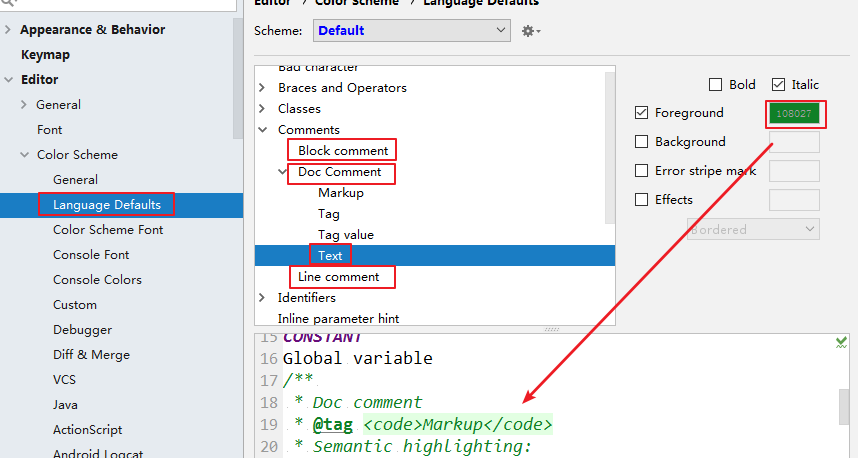 Editor › Color Scheme › Language Defaults
Appearance & Behavior
Keymap
Editor
General
Font
Color Scheme
General
Language Defaults
Color Scheme Font
Console Font
Console Colors
Custom
Debugger
Diff & Merge
VCS
Java
ActionScript
Android Logcat
Scheme: Default
Bad character
Braces and Operators
Classes
Comments
Block comment
Doc Comment
Markup
Tag
Tag value
Text
Line comment
Identifiers
Inline parameter hint
Bold Italic
Foreground 108027
Background
Error stripe mark
Effects
Bordered
15 CONSTANT
16 Global variable
17 /**
18 * Doc comment
19 * @tag <code>Markup</code>
20 * Semantic highlighting: